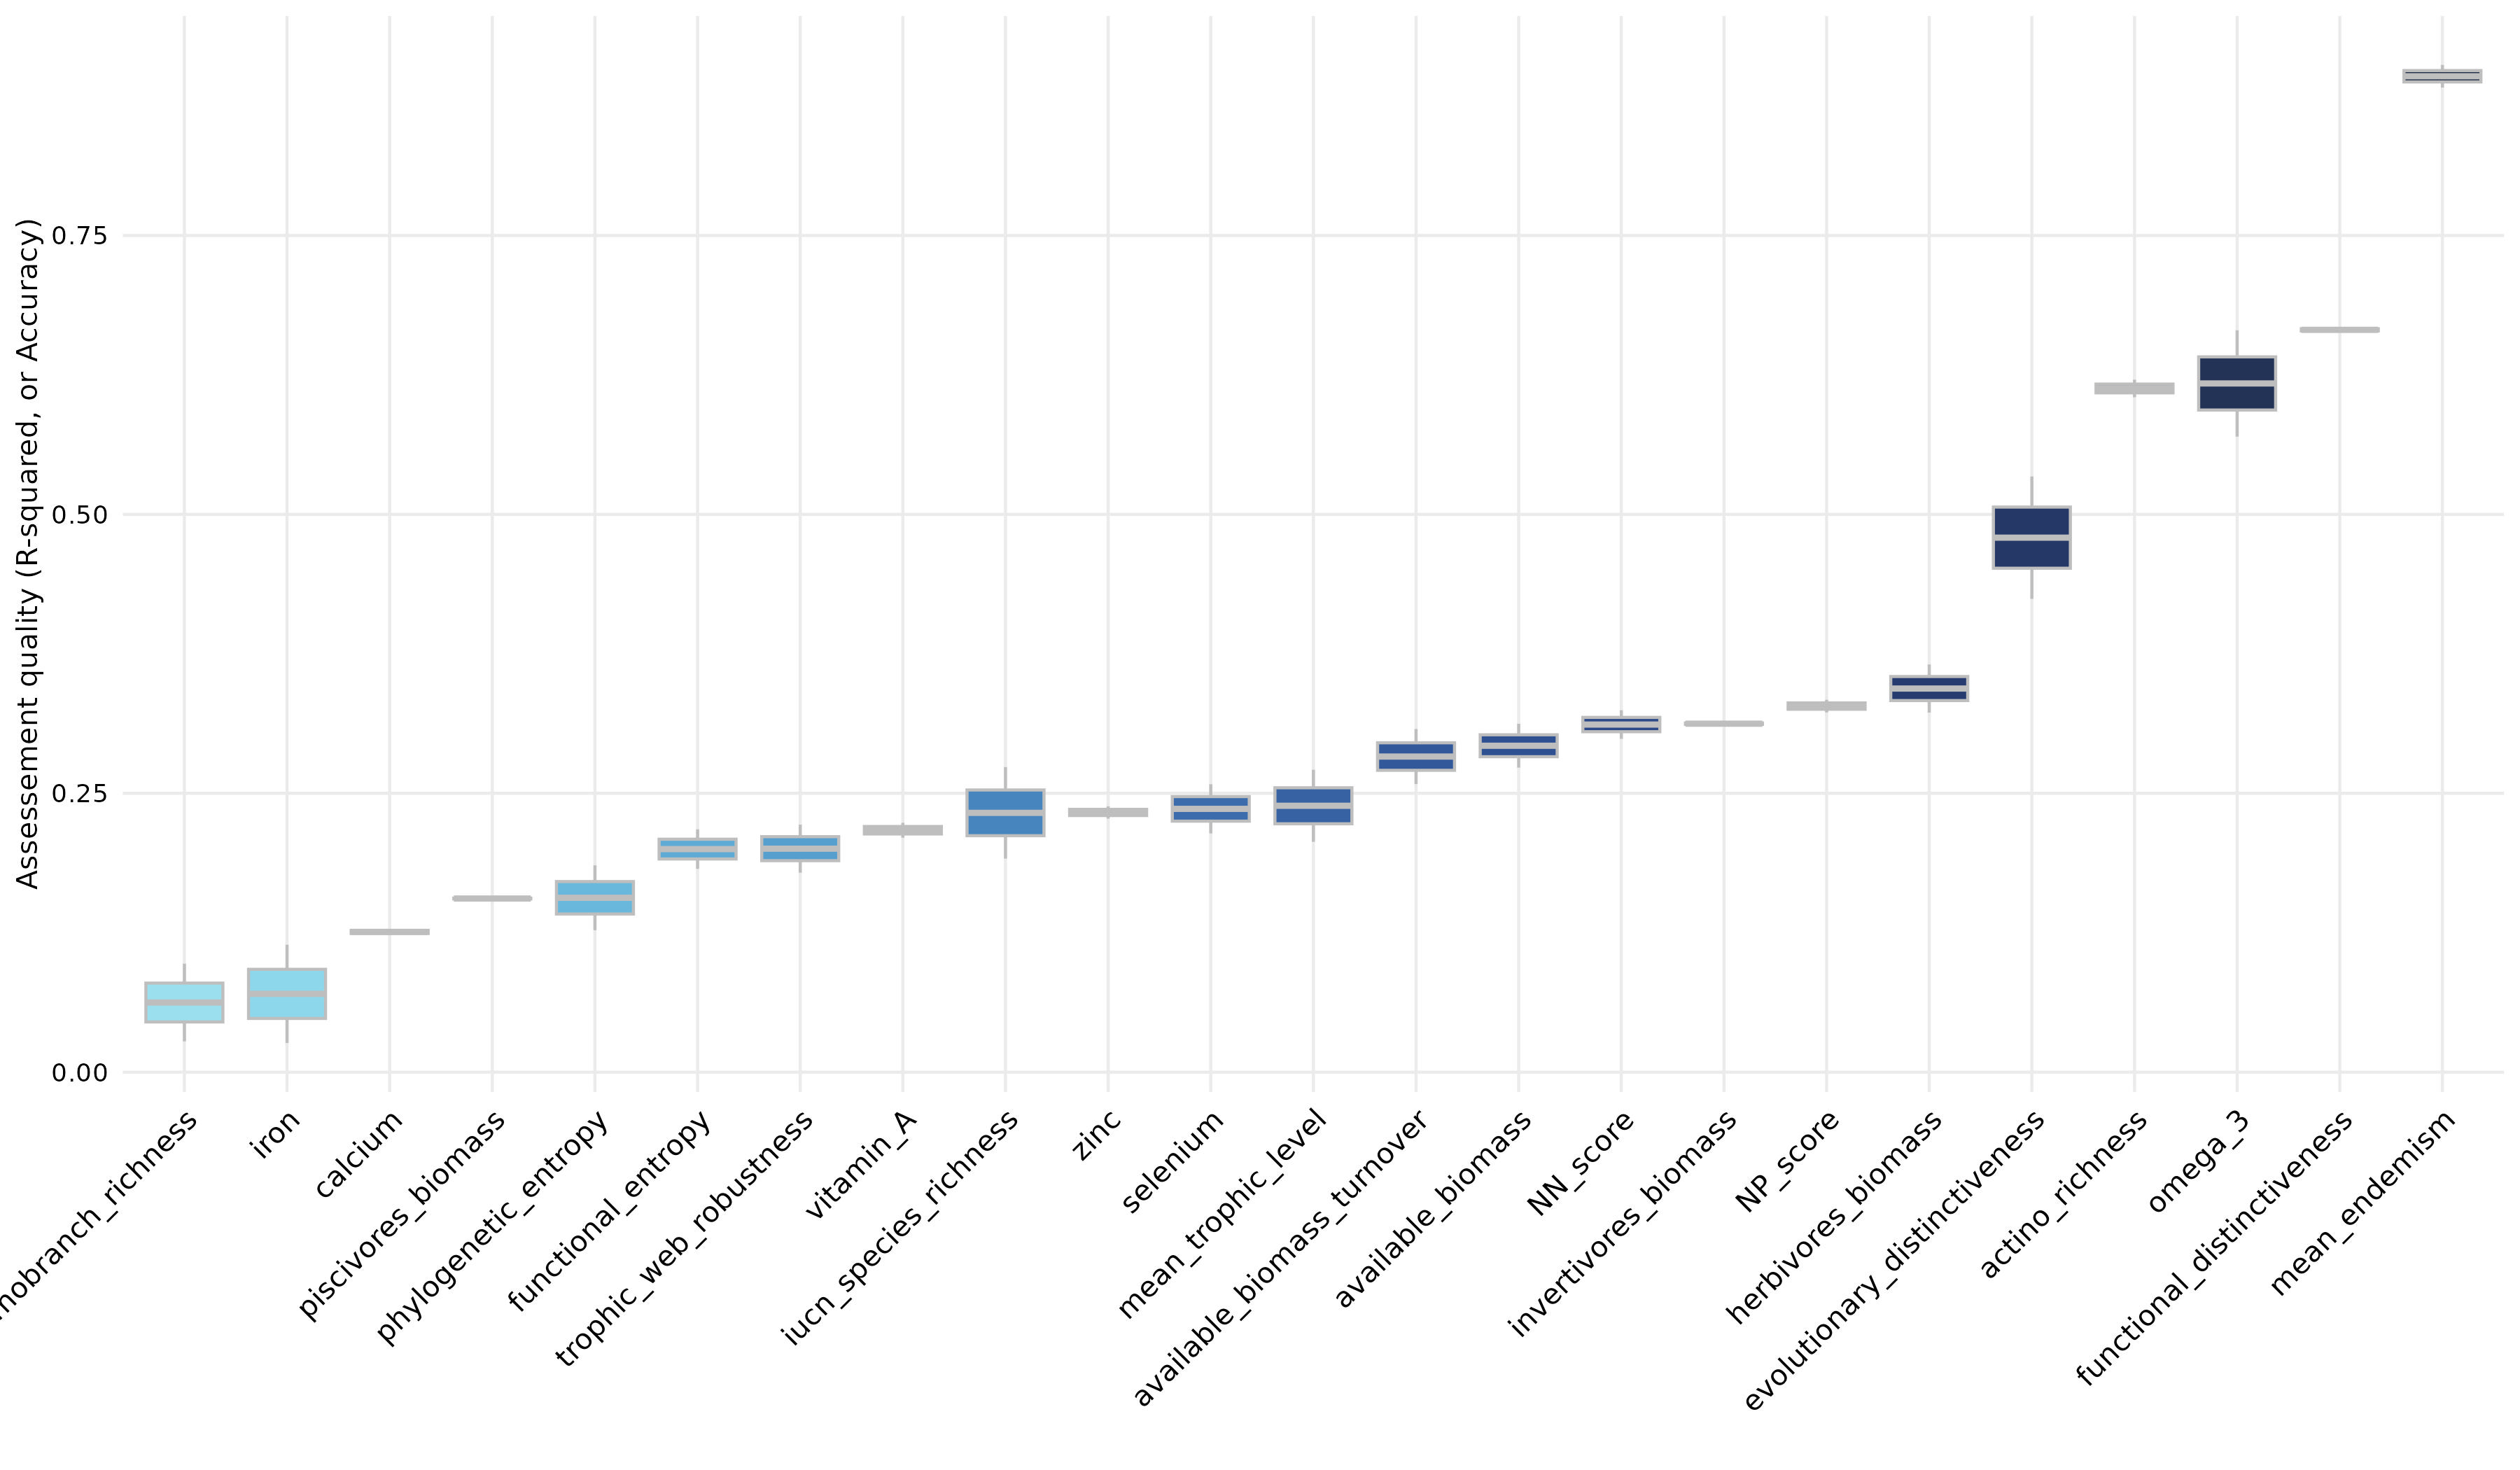 Assessement quality (R-squared, or Accuracy)
0.75
0.50
0.25
0.00
iron
calcium
piscivores_biomass
phylogenetic_entropy
functional_entropy
trophic_web_robustness
vitamin_A
iucn_species_richness
zinc
selenium
mean_trophic_level
available_biomass_turnover
available_biomass
NN_score
invertivores_biomass
NP_score
herbivores_biomass
evolutionary_distinctiveness
actino_richness
omega_3
functional_distinctiveness
mean_endemism